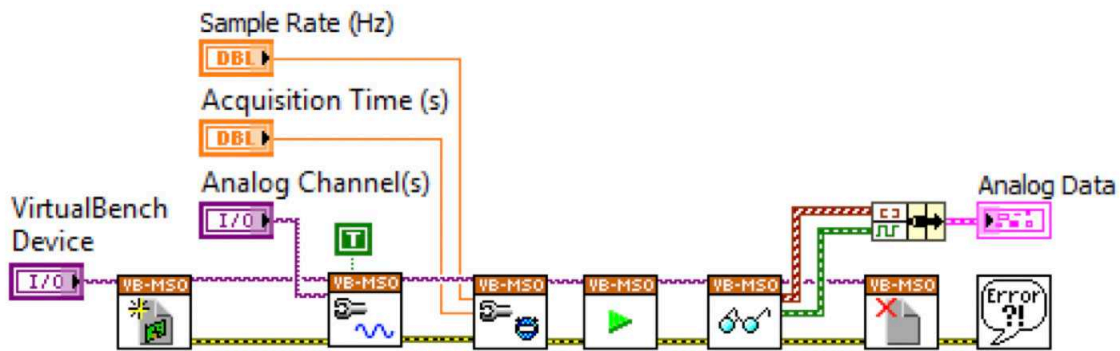 Sample Rate (Hz)
DBL
Acquisition Time (s)
DBL
Analog Channel(s)
I/O
VirtualBench
Device
I/O
T
Analog Data
VB-MSO
VB-MSO
VB-MSO
VB-MSO
VB-MSO
VB-MSO
Error
?!